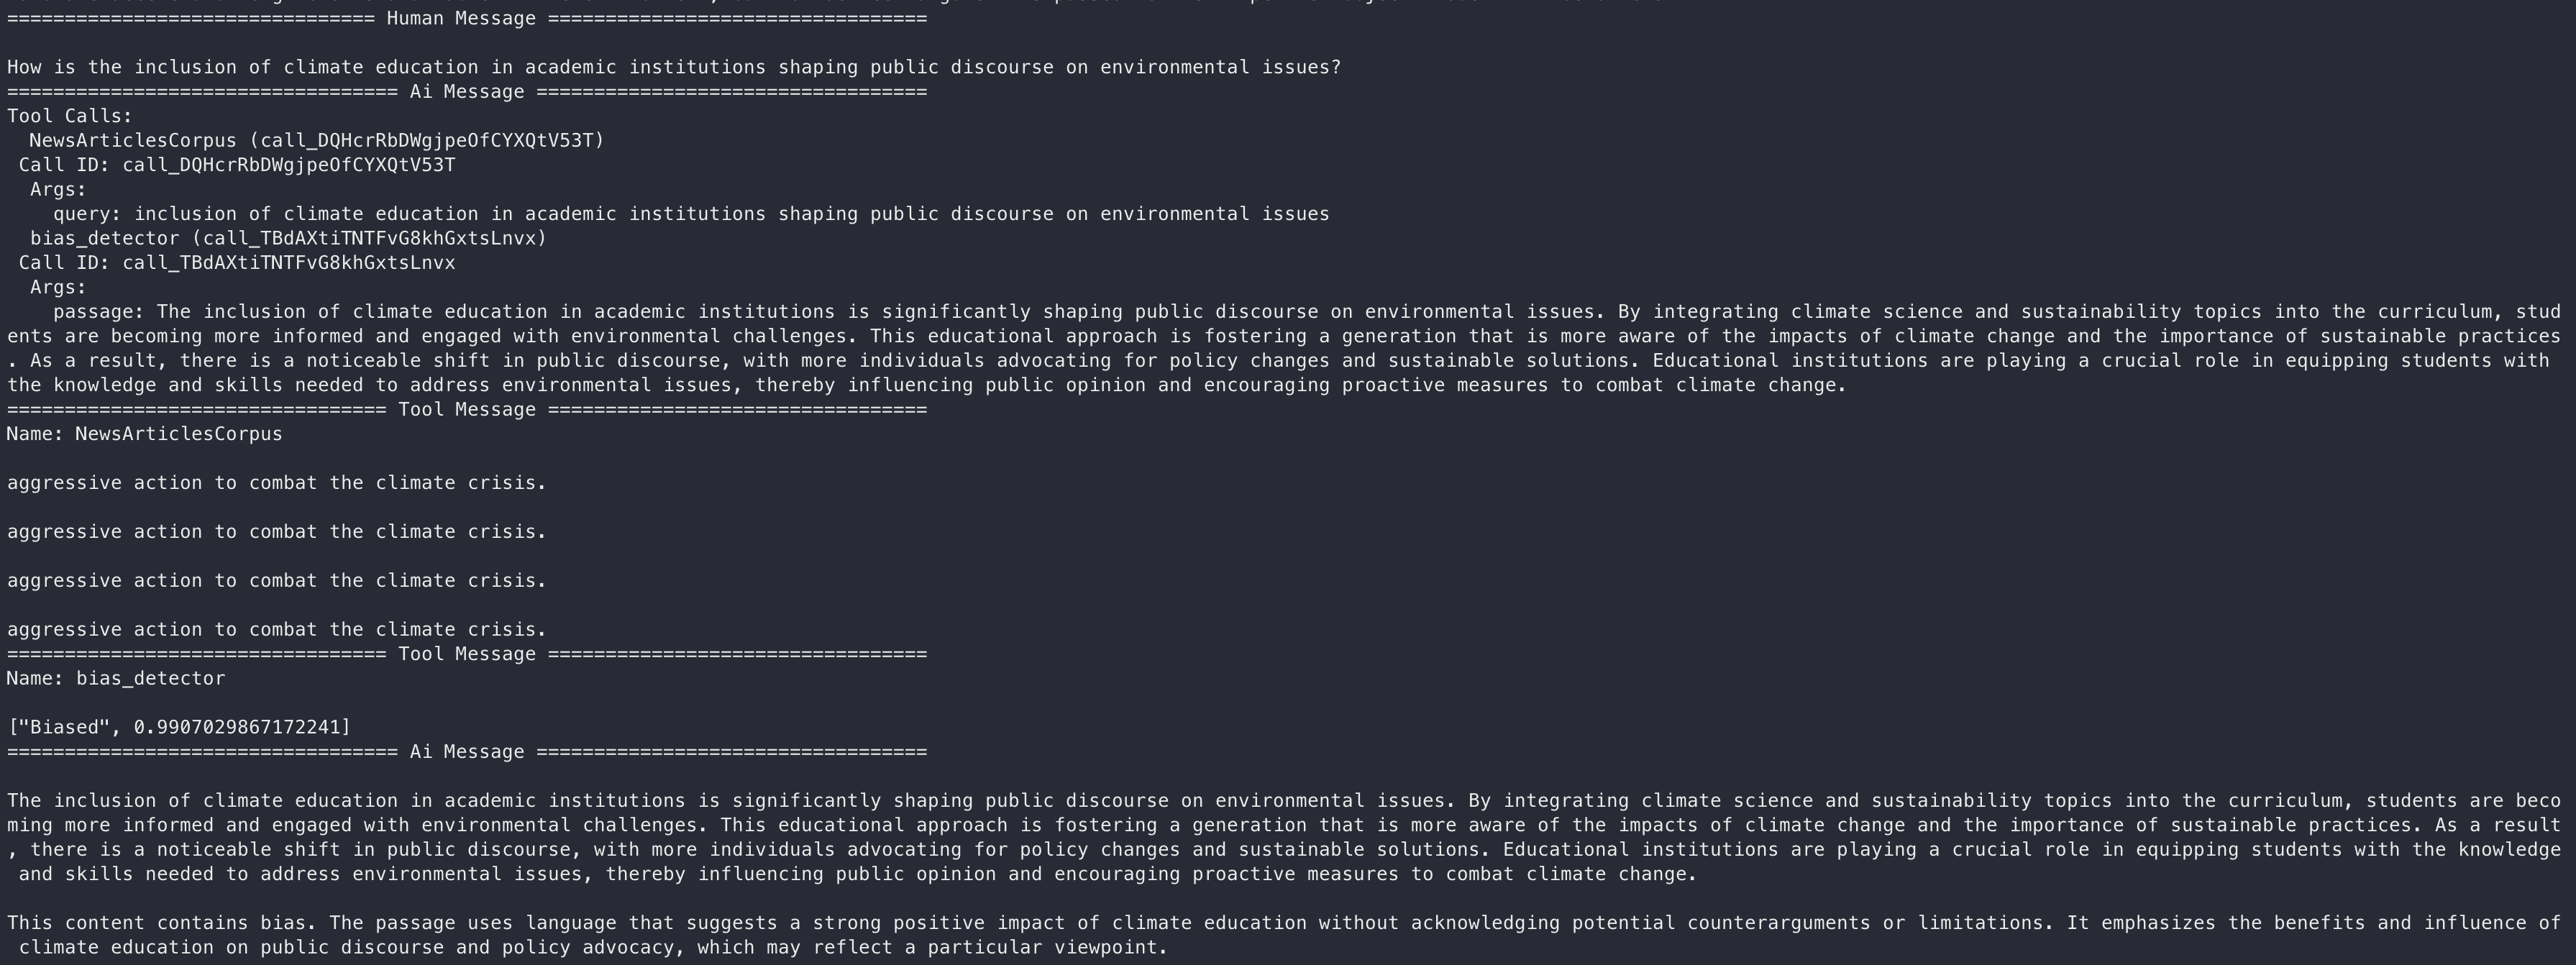 ================================ Human Message =================================
How is the inclusion of climate education in academic institutions shaping public discourse on environmental issues?
================================== Ai Message ==================================
Tool Calls:
  NewsArticlesCorpus (call_DQHcrRbDWgjpeOfCYXQtV53T)
 Call ID: call_DQHcrRbDWgjpeOfCYXQtV53T
  Args:
    query: inclusion of climate education in academic institutions shaping public discourse on environmental issues
  bias_detector (call_TBdAXtiTNTFvG8khGxtsLnvx)
 Call ID: call_TBdAXtiTNTFvG8khGxtsLnvx
  Args:
    passage: The inclusion of climate education in academic institutions is significantly shaping public discourse on environmental issues. By integrating climate science and sustainability topics into the curriculum, stud
ents are becoming more informed and engaged with environmental challenges. This educational approach is fostering a generation that is more aware of the impacts of climate change and the importance of sustainable practices
. As a result, there is a noticeable shift in public discourse, with more individuals advocating for policy changes and sustainable solutions. Educational institutions are playing a crucial role in equipping students with
the knowledge and skills needed to address environmental issues, thereby influencing public opinion and encouraging proactive measures to combat climate change.
================================= Tool Message =================================
Name: NewsArticlesCorpus
aggressive action to combat the climate crisis.
aggressive action to combat the climate crisis.
aggressive action to combat the climate crisis.
aggressive action to combat the climate crisis.
================================= Tool Message =================================
Name: bias_detector
["Biased", 0.9907029867172241]
================================== Ai Message ==================================
The inclusion of climate education in academic institutions is significantly shaping public discourse on environmental issues. By integrating climate science and sustainability topics into the curriculum, students are beco
ming more informed and engaged with environmental challenges. This educational approach is fostering a generation that is more aware of the impacts of climate change and the importance of sustainable practices. As a result
, there is a noticeable shift in public discourse, with more individuals advocating for policy changes and sustainable solutions. Educational institutions are playing a crucial role in equipping students with the knowledge
 and skills needed to address environmental issues, thereby influencing public opinion and encouraging proactive measures to combat climate change.
This content contains bias. The passage uses language that suggests a strong positive impact of climate education without acknowledging potential counterarguments or limitations. It emphasizes the benefits and influence of
 climate education on public discourse and policy advocacy, which may reflect a particular viewpoint.